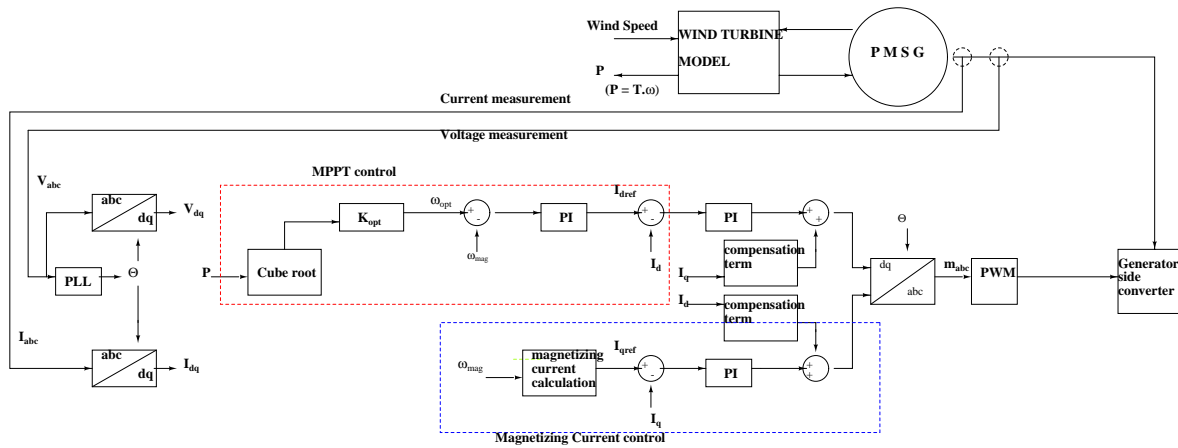 Wind Speed
WIND TURBINE
MODEL
P
(P = T.ω)
P M S G
Current measurement
Voltage measurement
MPPT control
V_abc
abc
dq
V_dq
PLL
Θ
I_abc
abc
dq
I_dq
P
Cube root
K_opt
ω_opt
+
-
ω_mag
PI
I_dref
+
-
I_d
PI
+
+
I_q
compensation
term
I_d
compensation
term
Θ
dq
abc
m_abc
PWM
Generator
side
converter
ω_mag
magnetizing
current
calculation
I_qref
+
-
I_q
PI
+
+
Magnetizing Current control